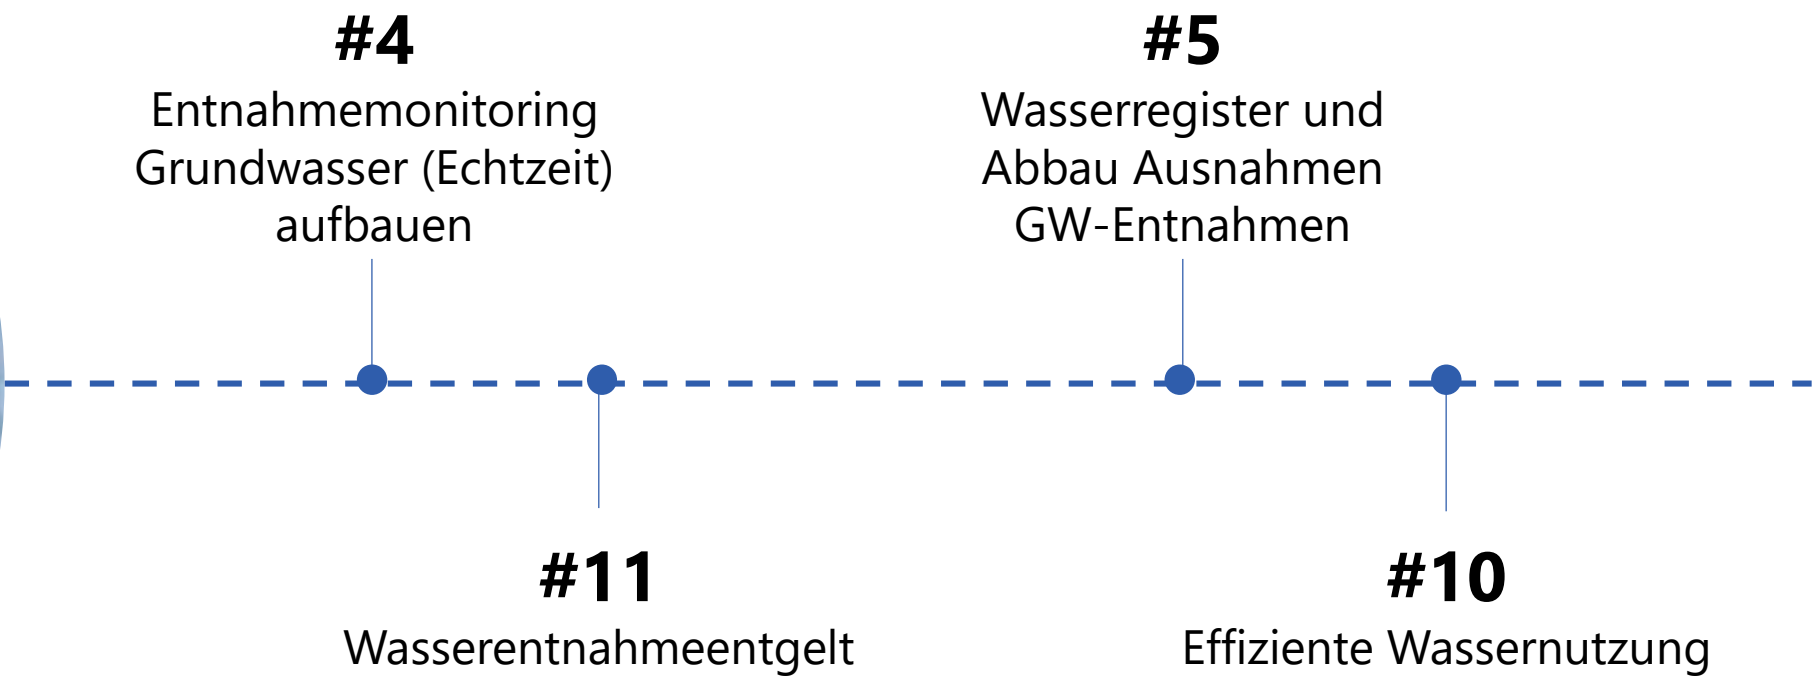 #4
Entnahmemonitoring
Grundwasser (Echtzeit)
aufbauen
#5
Wasserregister und
Abbau Ausnahmen
GW-Entnahmen
#11
Wasserentnahmeentgelt
#10
Effiziente Wassernutzung